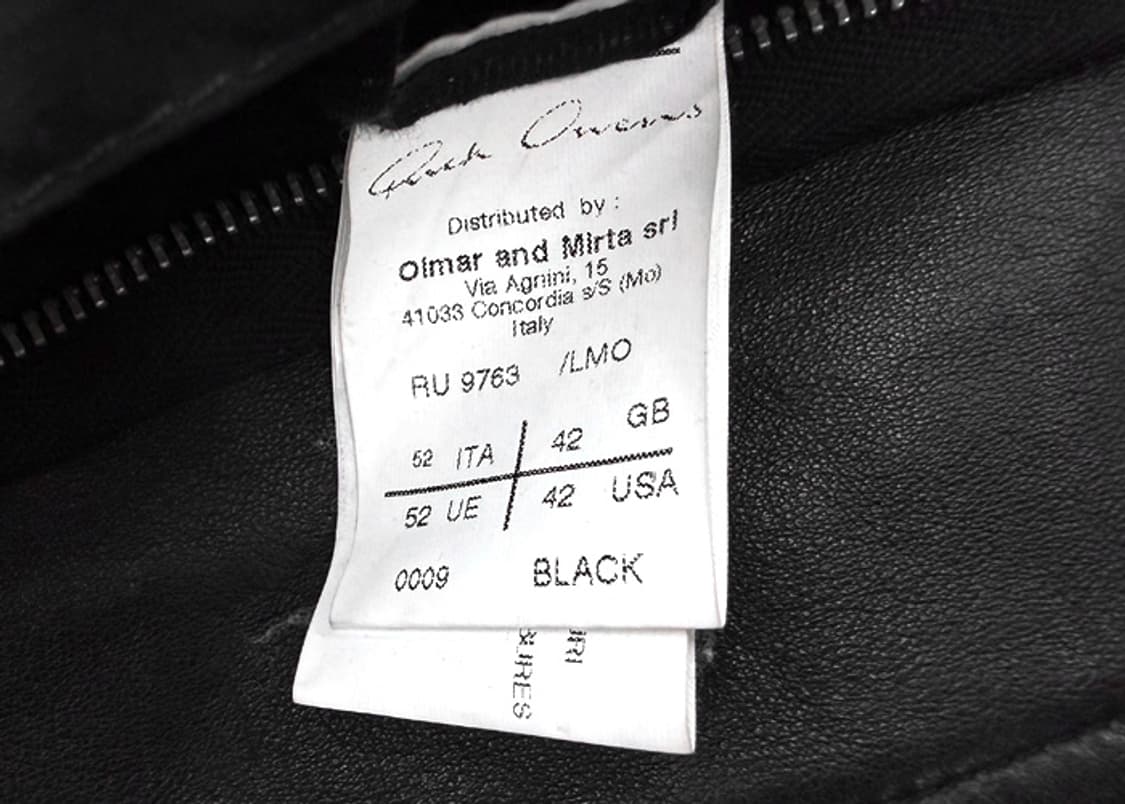 Rick Owens
Distributed by :
Olmar and Mirta srl
Via Agnini, 15
41033 Concordia s/S (Mo)
Italy
RU 9763 /LMO
52 ITA 42 GB
52 UE 42 USA
0009 BLACK